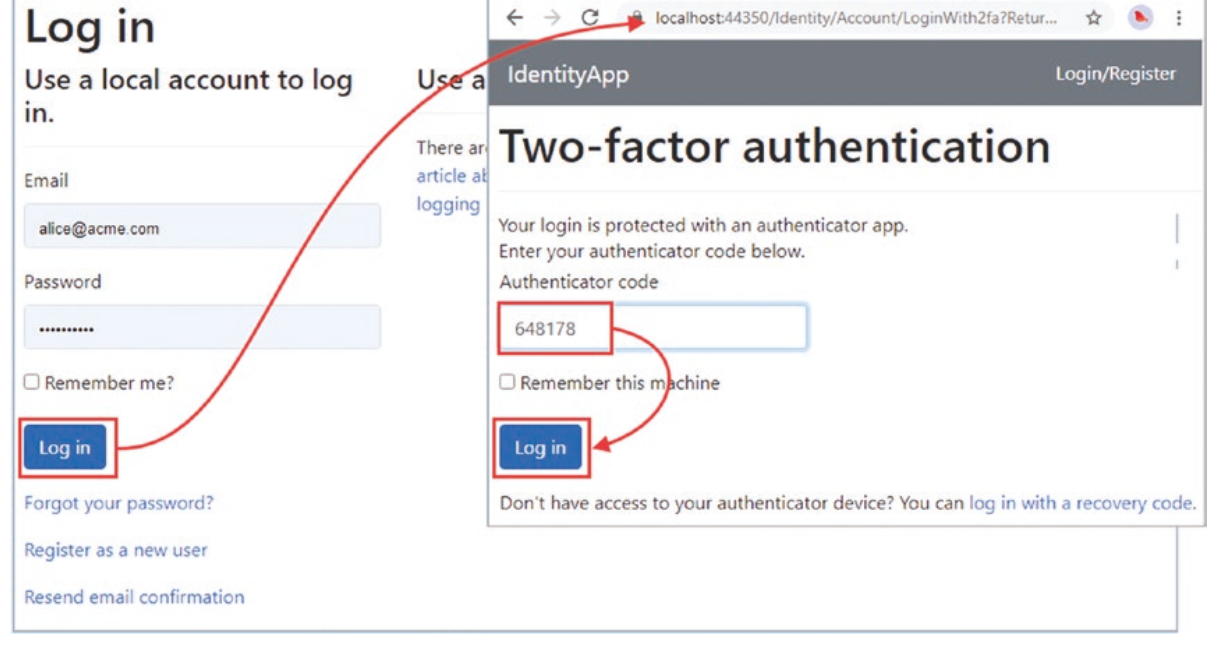 Log in
Use a local account to log
in.
Email
alice@acme.com
Password
••••••••••
Remember me?
Log in
Forgot your password?
Register as a new user
Resend email confirmation
Use a
There are
article ab
logging
localhost:44350/Identity/Account/LoginWith2fa?Retur...
IdentityApp
Login/Register
Two-factor authentication
Your login is protected with an authenticator app.
Enter your authenticator code below.
Authenticator code
648178
Remember this machine
Log in
Don't have access to your authenticator device? You can log in with a recovery code.